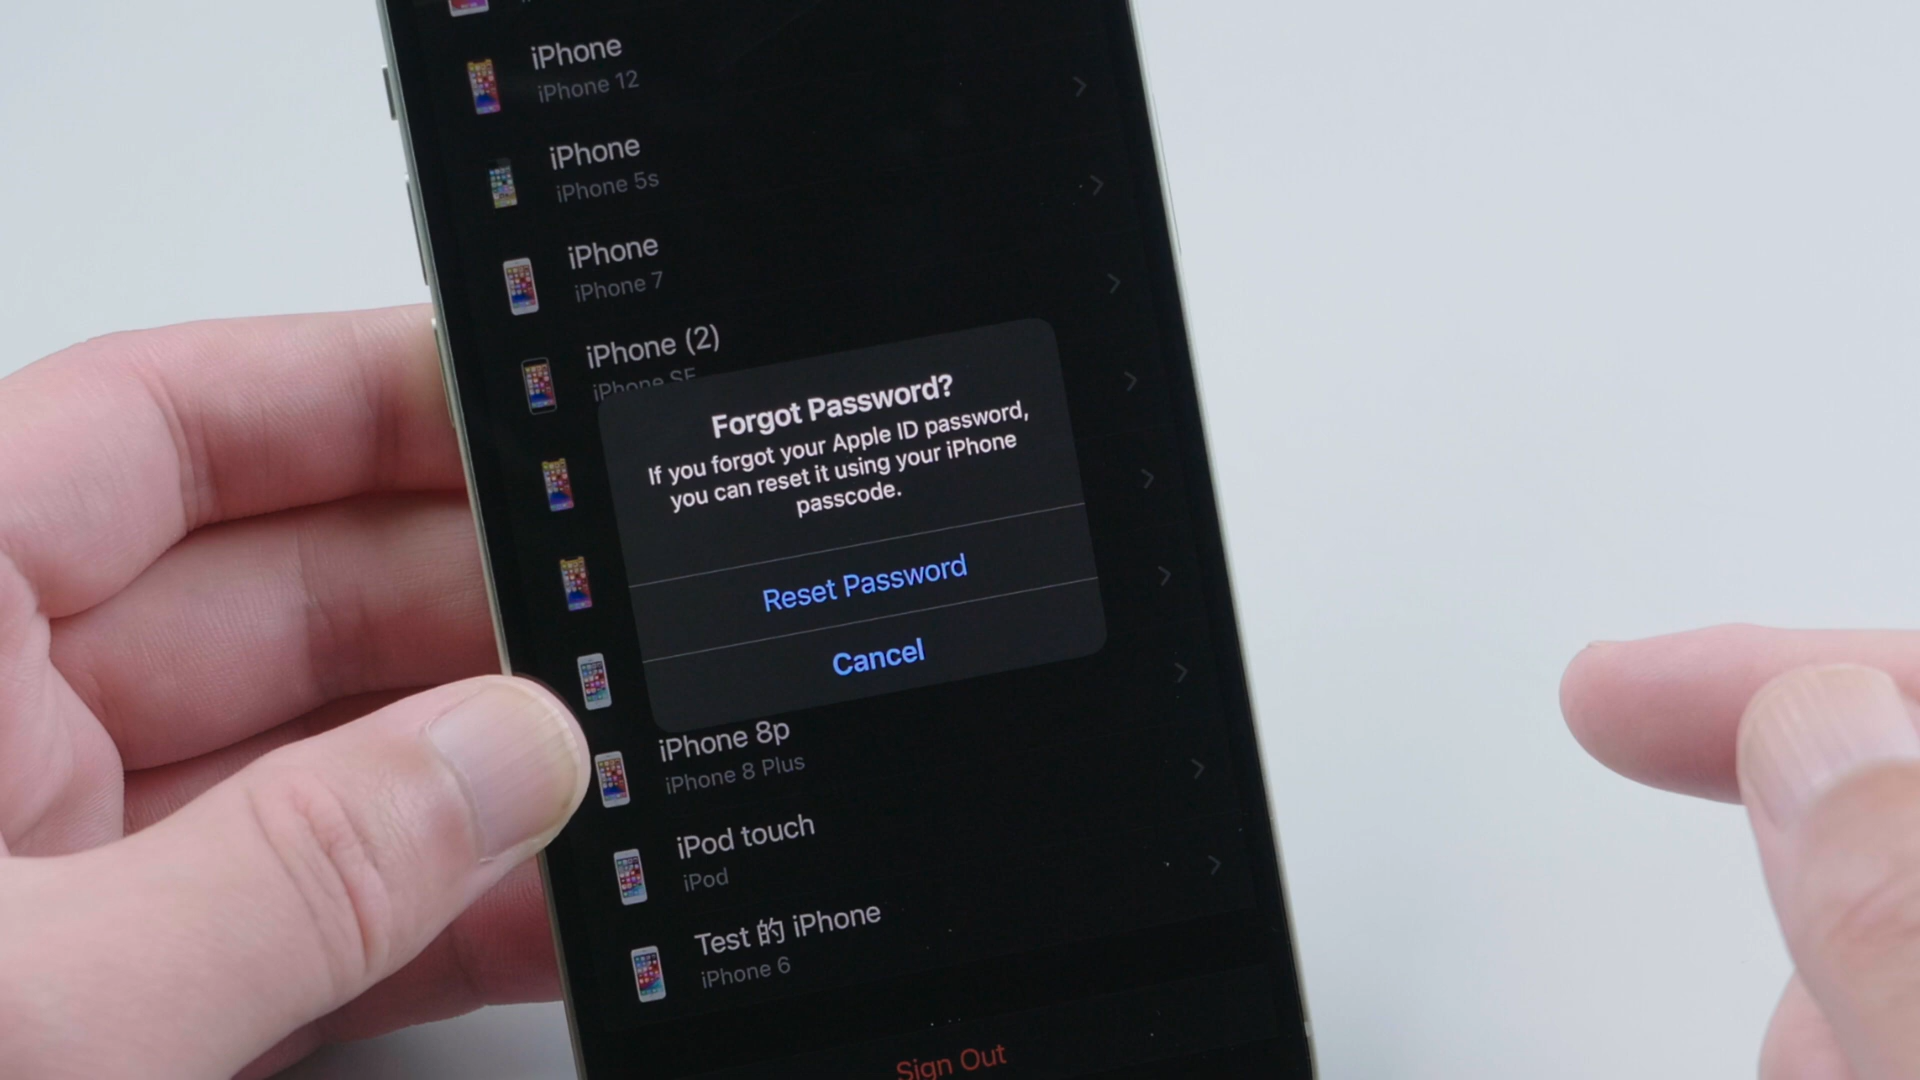 iPhone
iPhone 12
iPhone
iPhone 5s
iPhone
iPhone 7
iPhone (2)
iPhone SE
Forgot Password?
If you forgot your Apple ID password,
you can reset it using your iPhone
passcode.
Reset Password
Cancel
iPhone 8p
iPhone 8 Plus
iPod touch
iPod
Test 的 iPhone
iPhone 6
Sign Out